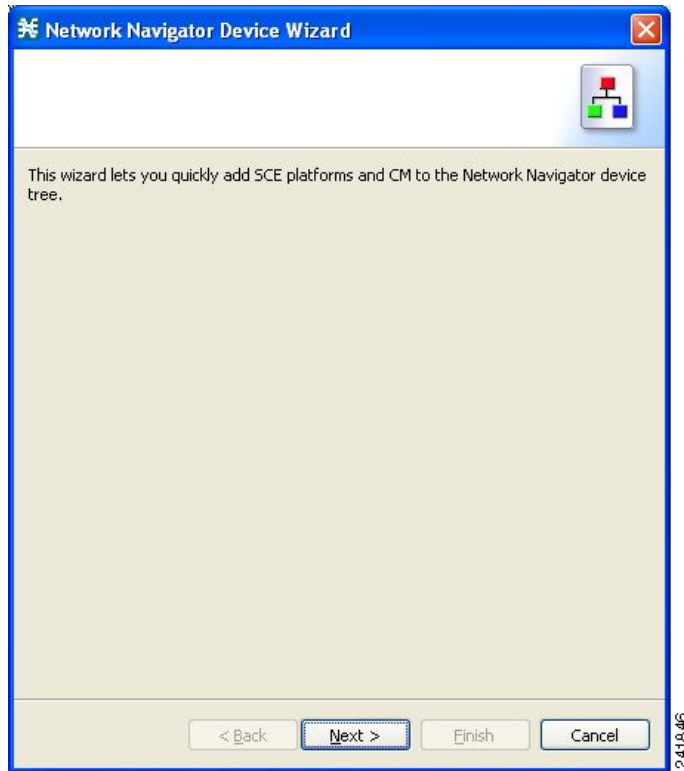 Network Navigator Device Wizard
This wizard lets you quickly add SCE platforms and CM to the Network Navigator device
tree.
< Back
Next >
Finish
Cancel
241846